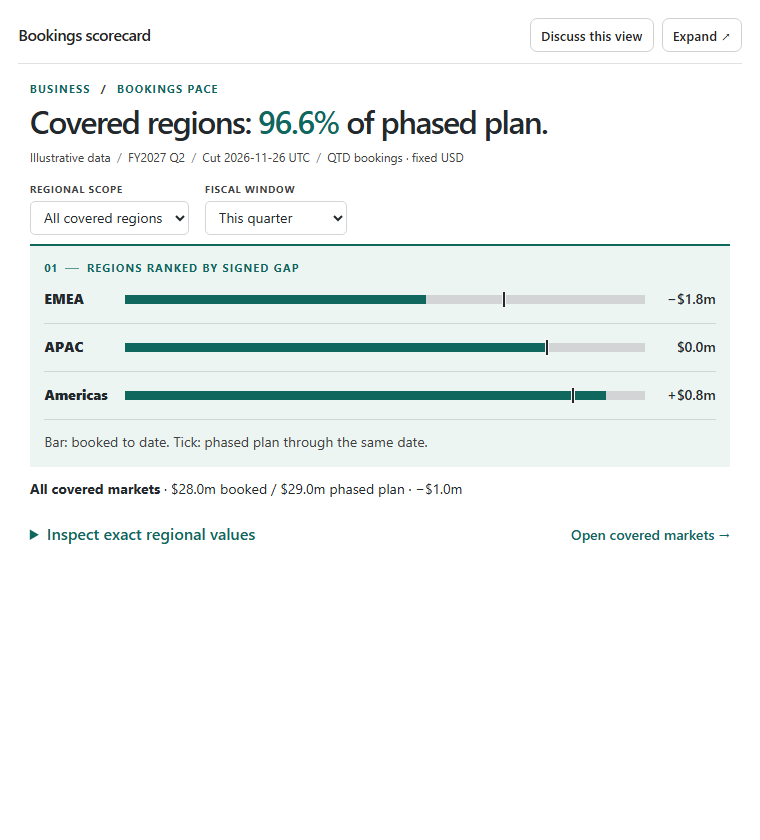 Bookings scorecard
Discuss this view
Expand ↗
BUSINESS / BOOKINGS PACE
Covered regions: 96.6% of phased plan.
Illustrative data / FY2027 Q2 / Cut 2026-11-26 UTC / QTD bookings · fixed USD
REGIONAL SCOPE
FISCAL WINDOW
All covered regions
This quarter
01 — REGIONS RANKED BY SIGNED GAP
EMEA −$1.8m
APAC $0.0m
Americas +$0.8m
Bar: booked to date. Tick: phased plan through the same date.
All covered markets · $28.0m booked / $29.0m phased plan · −$1.0m
▶ Inspect exact regional values
Open covered markets →